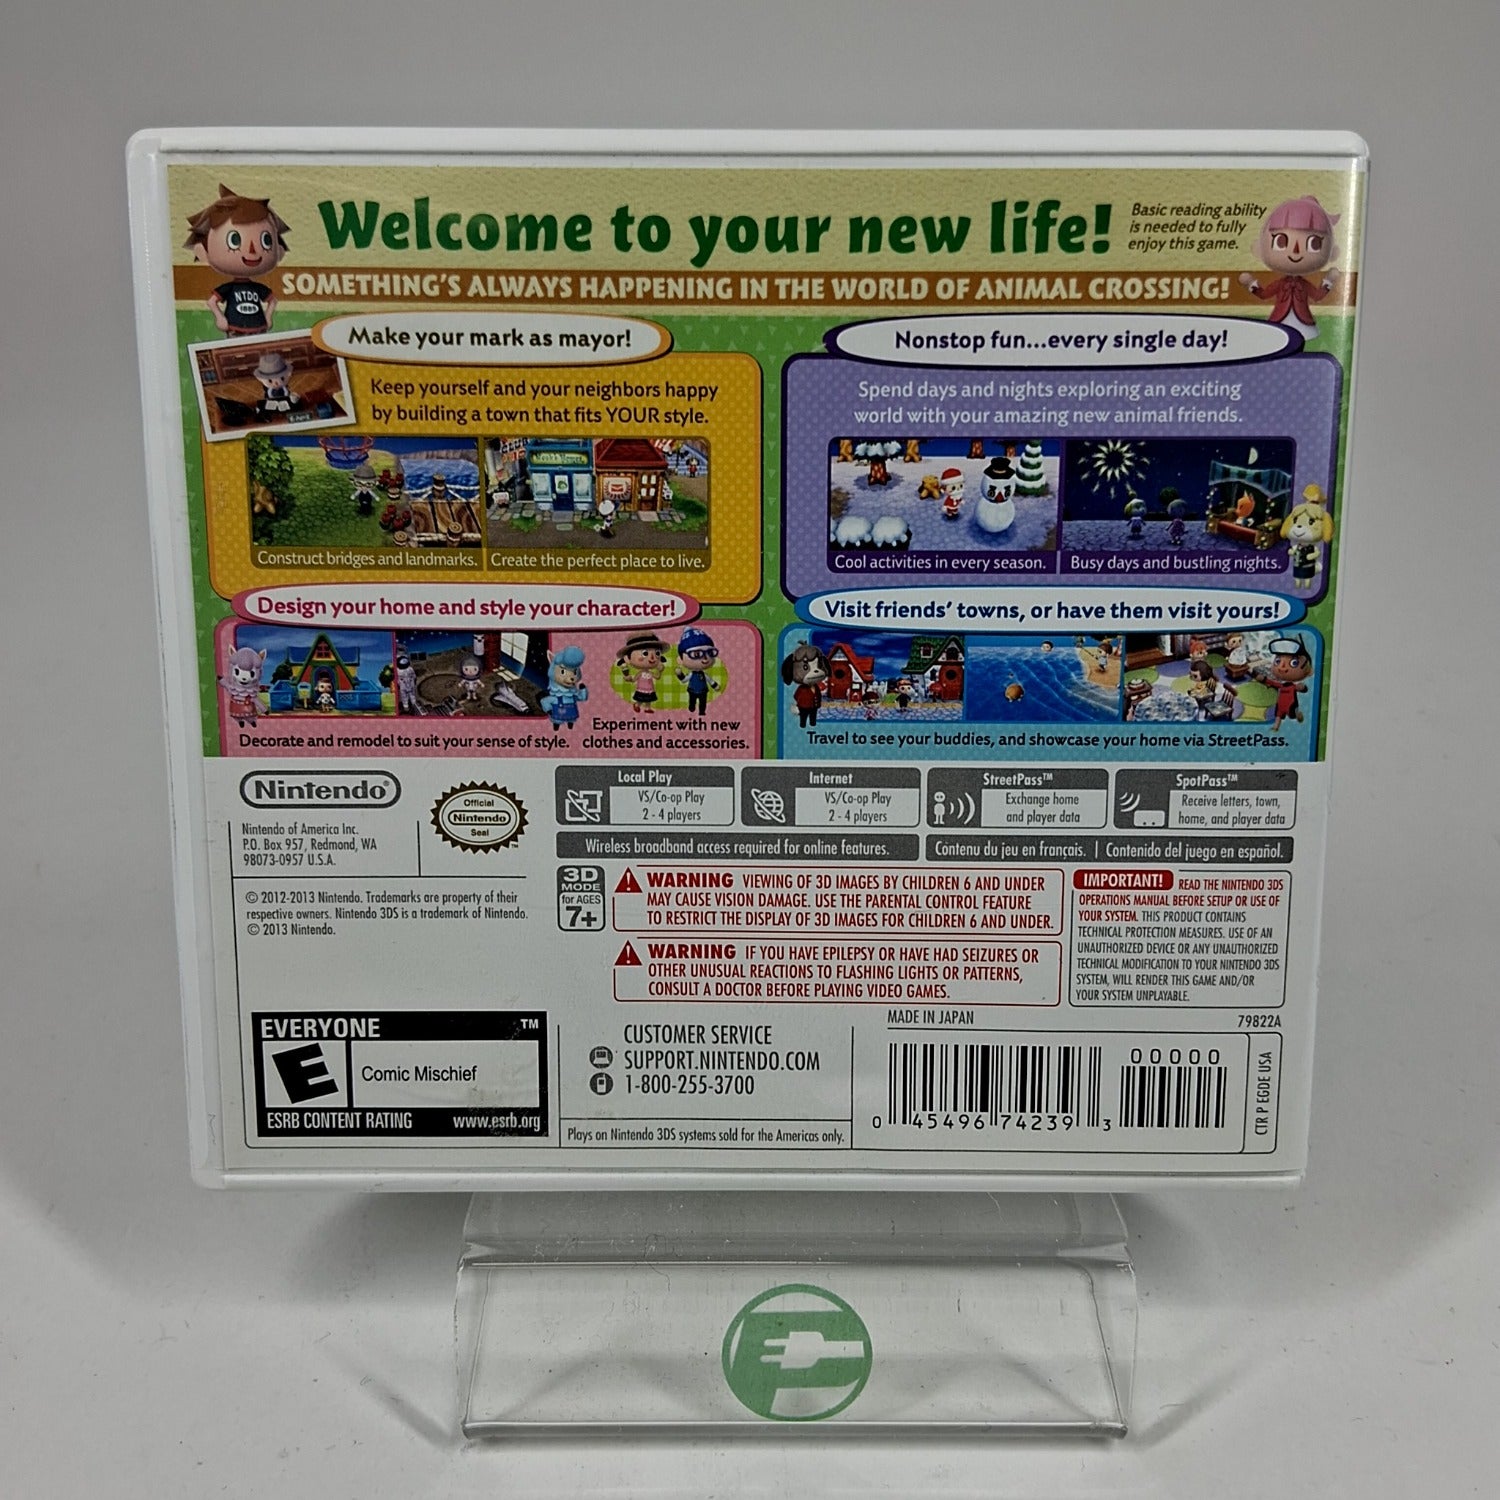 Welcome to your new life!
Basic reading ability
is needed to fully
enjoy this game.
SOMETHING'S ALWAYS HAPPENING IN THE WORLD OF ANIMAL CROSSING!
NTDO
1889
Make your mark as mayor!
Keep yourself and your neighbors happy
by building a town that fits YOUR style.
Construct bridges and landmarks.
Create the perfect place to live.
Nonstop fun...every single day!
Spend days and nights exploring an exciting
world with your amazing new animal friends.
Cool activities in every season.
Busy days and bustling nights.
Design your home and style your character!
Decorate and remodel to suit your sense of style.
Experiment with new
clothes and accessories.
Visit friends' towns, or have them visit yours!
Travel to see your buddies, and showcase your home via StreetPass.
Nintendo®
Nintendo of America Inc.
P.O. Box 957, Redmond, WA
98073-0957 U.S.A.
Official
Nintendo
Seal
Local Play
VS/Co-op Play
2 - 4 players
Internet
VS/Co-op Play
2 - 4 players
StreetPass™
Exchange home
and player data
SpotPass™
Receive letters, town,
home, and player data
Wireless broadband access required for online features.
Contenu du jeu en français. | Contenido del juego en español.
© 2012-2013 Nintendo. Trademarks are property of their
respective owners. Nintendo 3DS is a trademark of Nintendo.
© 2013 Nintendo.
3D
MODE
for AGES
7+
WARNING VIEWING OF 3D IMAGES BY CHILDREN 6 AND UNDER
MAY CAUSE VISION DAMAGE. USE THE PARENTAL CONTROL FEATURE
TO RESTRICT THE DISPLAY OF 3D IMAGES FOR CHILDREN 6 AND UNDER.
WARNING IF YOU HAVE EPILEPSY OR HAVE HAD SEIZURES OR
OTHER UNUSUAL REACTIONS TO FLASHING LIGHTS OR PATTERNS,
CONSULT A DOCTOR BEFORE PLAYING VIDEO GAMES.
IMPORTANT! READ THE NINTENDO 3DS
OPERATIONS MANUAL BEFORE SETUP OR USE OF
YOUR SYSTEM. THIS PRODUCT CONTAINS
TECHNICAL PROTECTION MEASURES. USE OF AN
UNAUTHORIZED DEVICE OR ANY UNAUTHORIZED
TECHNICAL MODIFICATION TO YOUR NINTENDO 3DS
SYSTEM, WILL RENDER THIS GAME AND/OR
YOUR SYSTEM UNPLAYABLE.
EVERYONE ™
E
Comic Mischief
ESRB CONTENT RATING www.esrb.org
CUSTOMER SERVICE
SUPPORT.NINTENDO.COM
1-800-255-3700
Plays on Nintendo 3DS systems sold for the Americas only.
MADE IN JAPAN
79822A
00000
0 45496 74239 3
CTR P EGDE USA